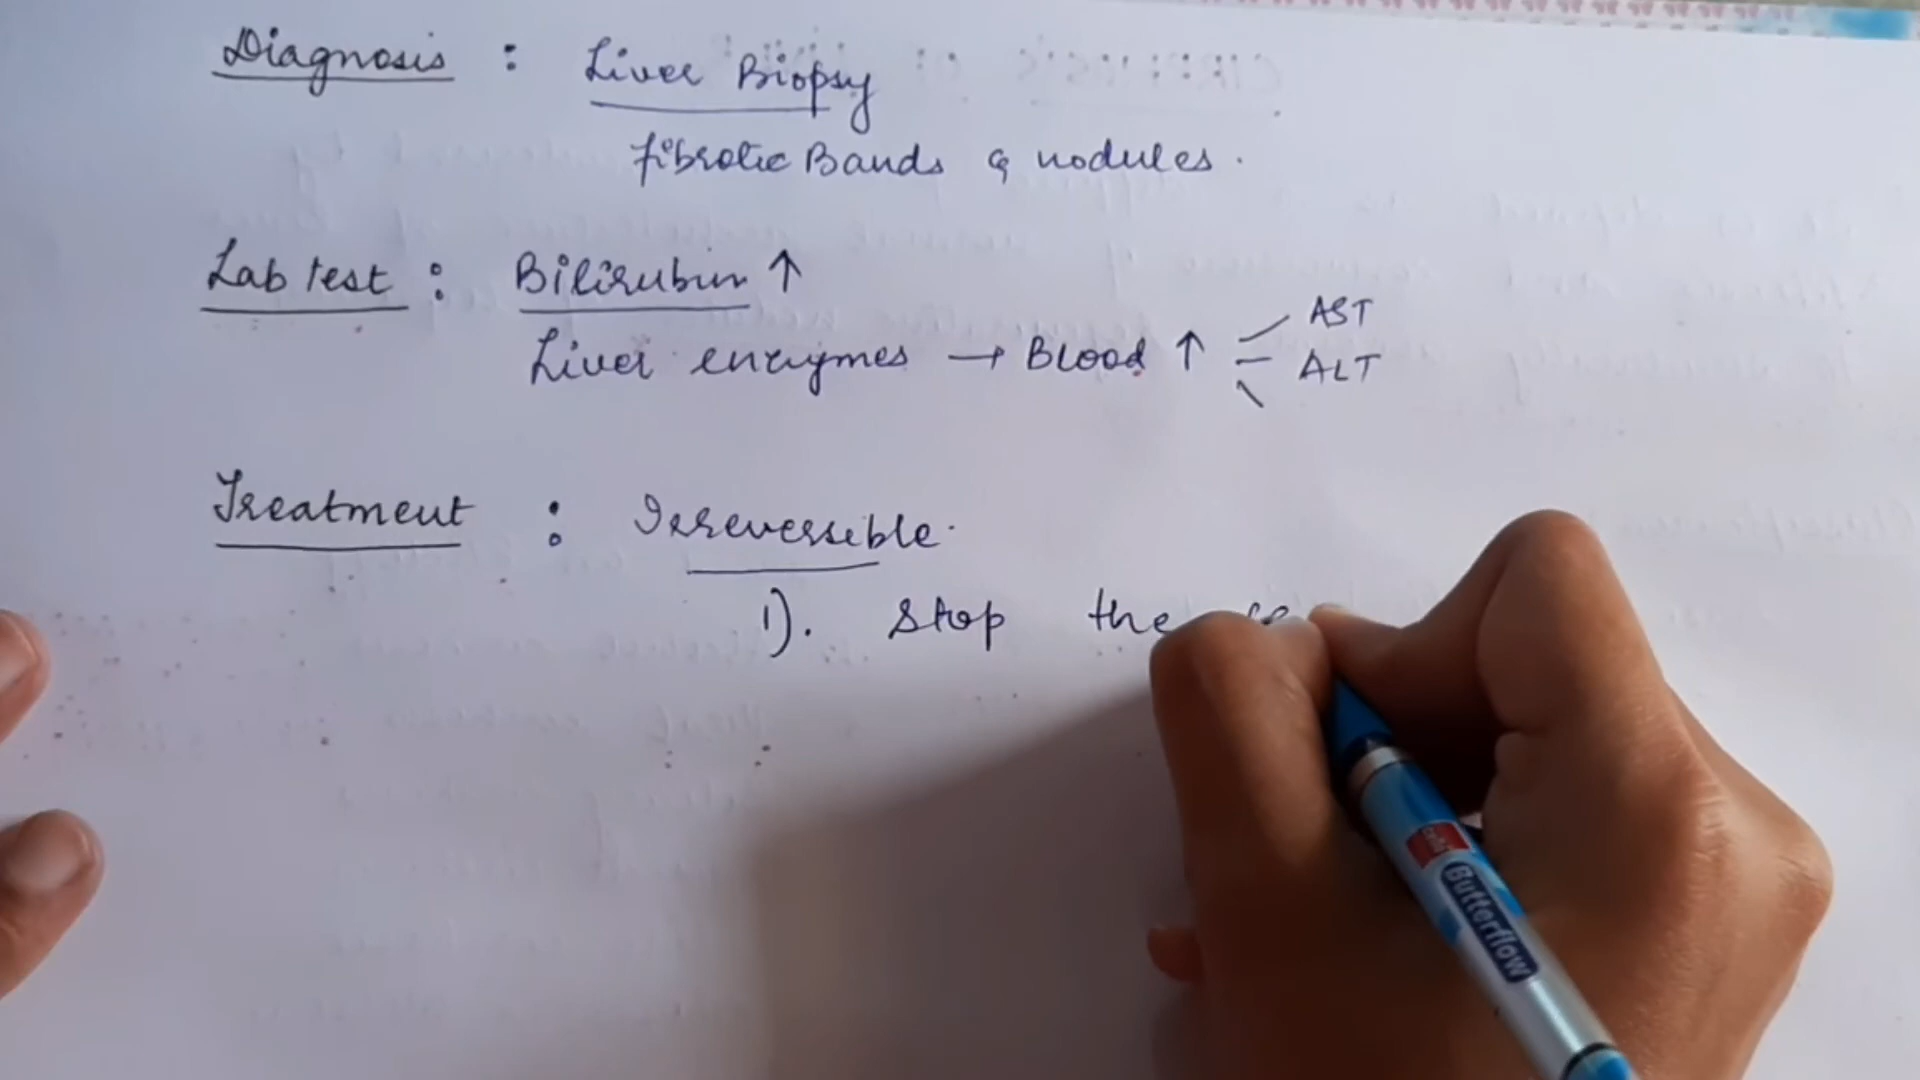 Diagnosis : Liver Biopsy
fibrotic Bands & nodules.
Lab test : Bilirubin ↑
Liver enzymes → Blood ↑ AST
ALT
Treatment : Irreversible.
1). Stop the
Cello Butterflow